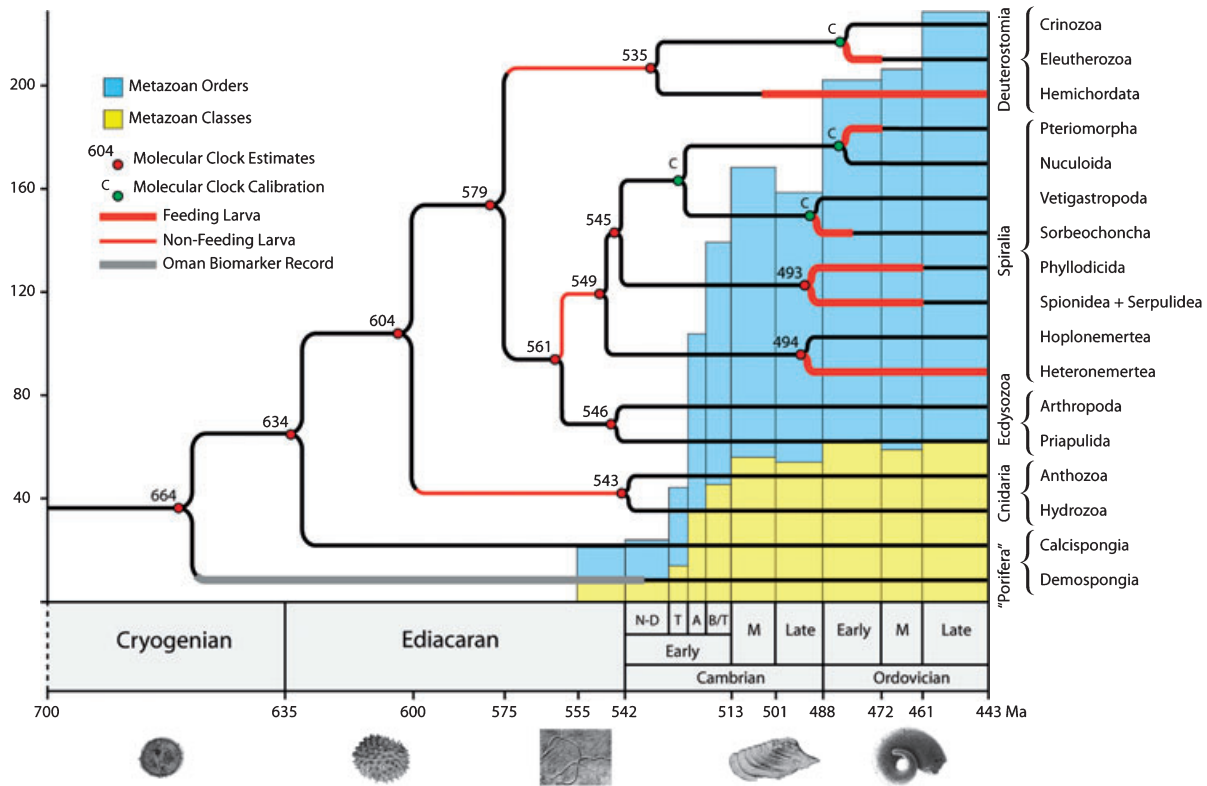 200
160
120
80
40
Metazoan Orders
Metazoan Classes
604 Molecular Clock Estimates
C Molecular Clock Calibration
Feeding Larva
Non-Feeding Larva
Oman Biomarker Record
535
C
579
C
C
545
C
549
493
604
561
494
634
546
664
543
Deuterostomia
Spiralia
Ecdysozoa
Cnidaria
"Porifera"
Crinozoa
Eleutherozoa
Hemichordata
Pteriomorpha
Nuculoida
Vetigastropoda
Sorbeochoncha
Phyllodicida
Spionidea + Serpulidea
Hoplonemertea
Heteronemertea
Arthropoda
Priapulida
Anthozoa
Hydrozoa
Calcispongia
Demospongia
Cryogenian
Ediacaran
N-D T A B/T M Late Early M Late
Early
Cambrian Ordovician
700 635 600 575 555 542 513 501 488 472 461 443 Ma